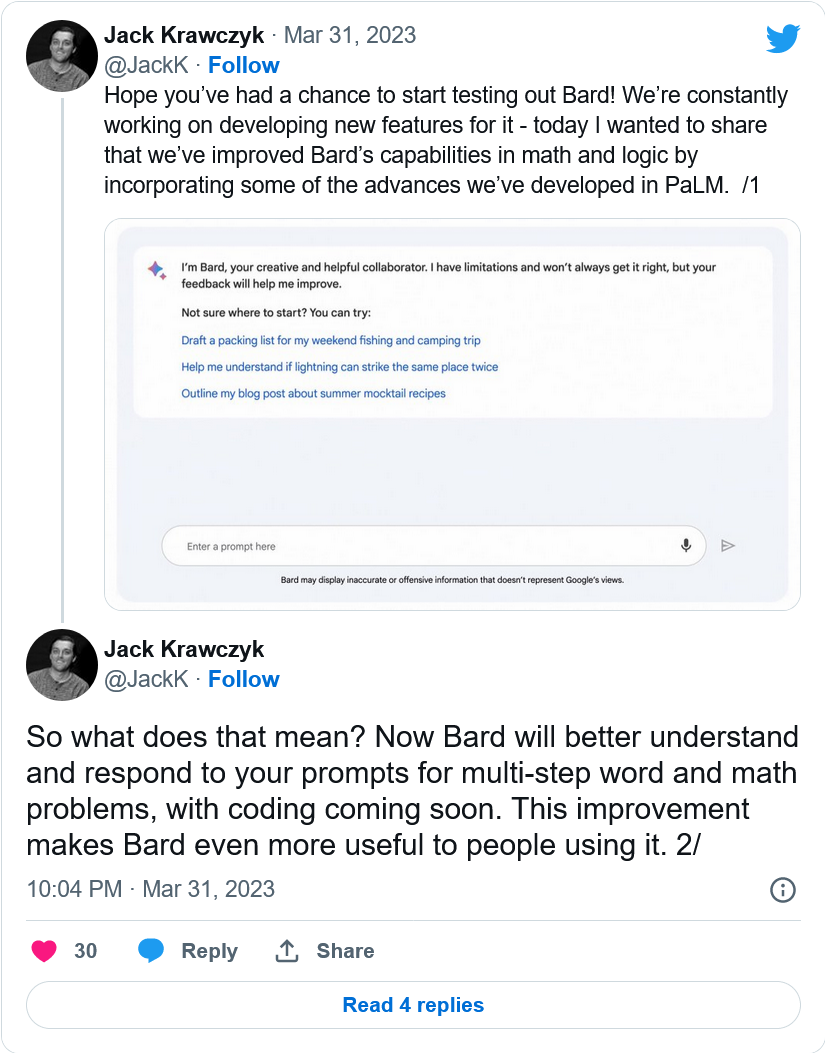 Jack Krawczyk · Mar 31, 2023
@JackK · Follow
Hope you’ve had a chance to start testing out Bard! We’re constantly
working on developing new features for it - today I wanted to share
that we’ve improved Bard’s capabilities in math and logic by
incorporating some of the advances we’ve developed in PaLM.  /1
I’m Bard, your creative and helpful collaborator. I have limitations and won’t always get it right, but your
feedback will help me improve.
Not sure where to start? You can try:
Draft a packing list for my weekend fishing and camping trip
Help me understand if lightning can strike the same place twice
Outline my blog post about summer mocktail recipes
Enter a prompt here
Bard may display inaccurate or offensive information that doesn’t represent Google’s views.
Jack Krawczyk
@JackK · Follow
So what does that mean? Now Bard will better understand
and respond to your prompts for multi-step word and math
problems, with coding coming soon. This improvement
makes Bard even more useful to people using it. 2/
10:04 PM · Mar 31, 2023
30 Reply Share
Read 4 replies